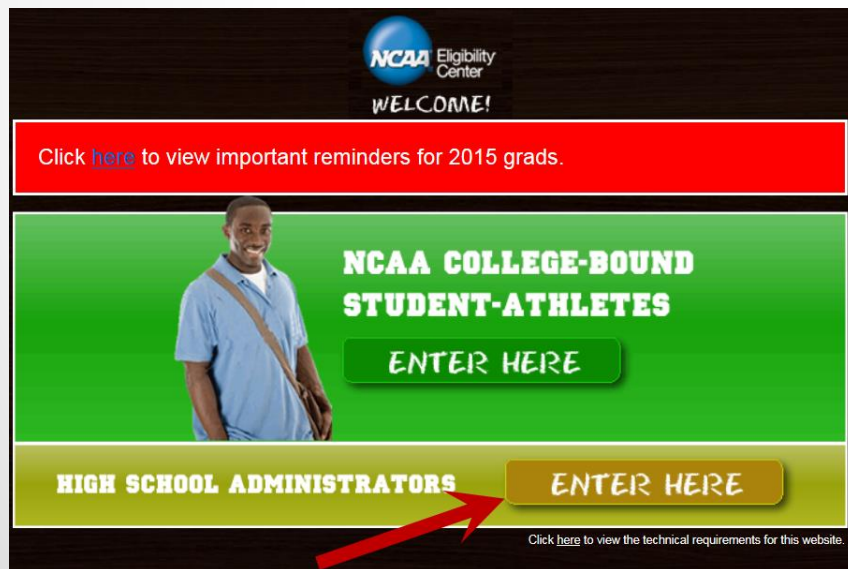 NCAA Eligibility
Center
WELCOME!
Click here to view important reminders for 2015 grads.
NCAA COLLEGE-BOUND
STUDENT-ATHLETES
ENTER HERE
HIGH SCHOOL ADMINISTRATORS
ENTER HERE
Click here to view the technical requirements for this website.